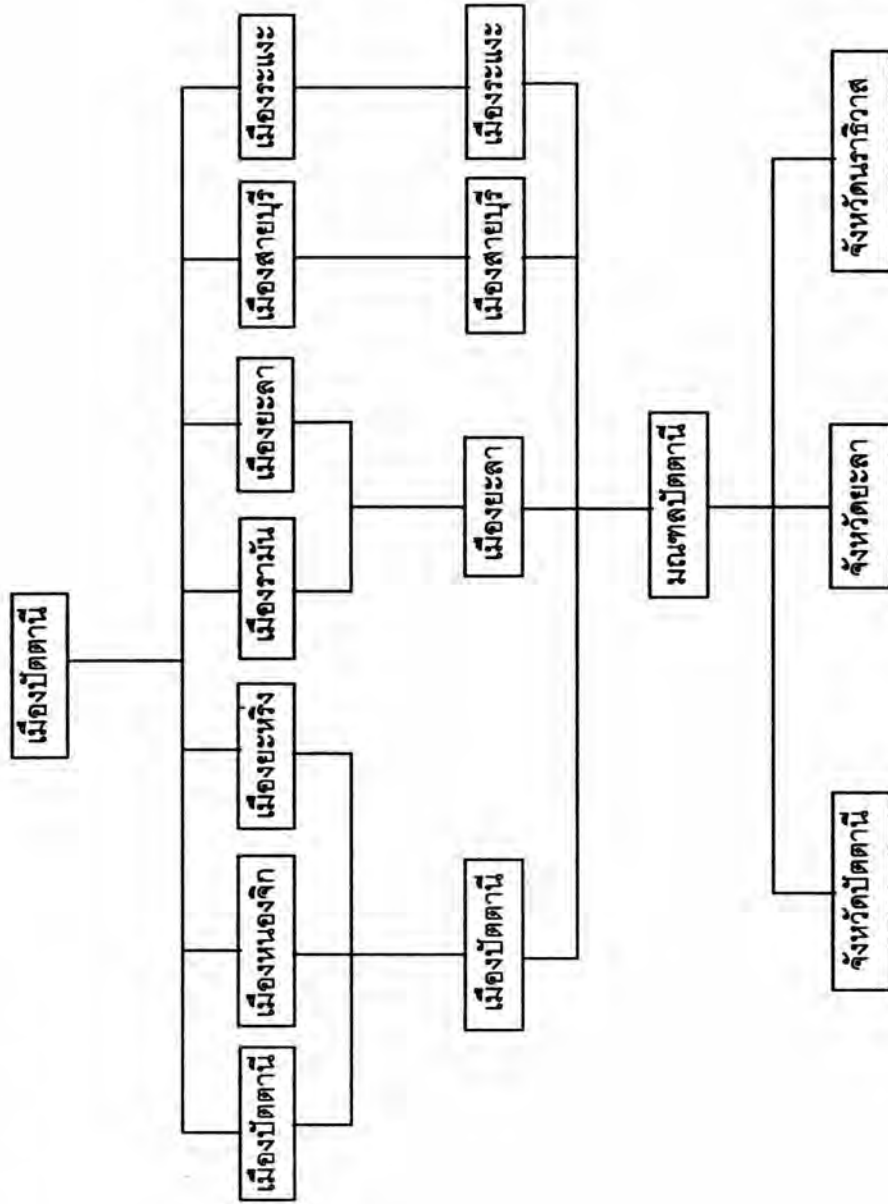 เมืองปัตตานี
เมืองปัตตานี เมืองหนองจิก เมืองยะหริ่ง เมืองรามัน เมืองยะลา เมืองสายบุรี เมืองระแงะ
เมืองปัตตานี เมืองยะลา เมืองสายบุรี เมืองระแงะ
มณฑลปัตตานี
จังหวัดปัตตานี จังหวัดยะลา จังหวัดนราธิวาส